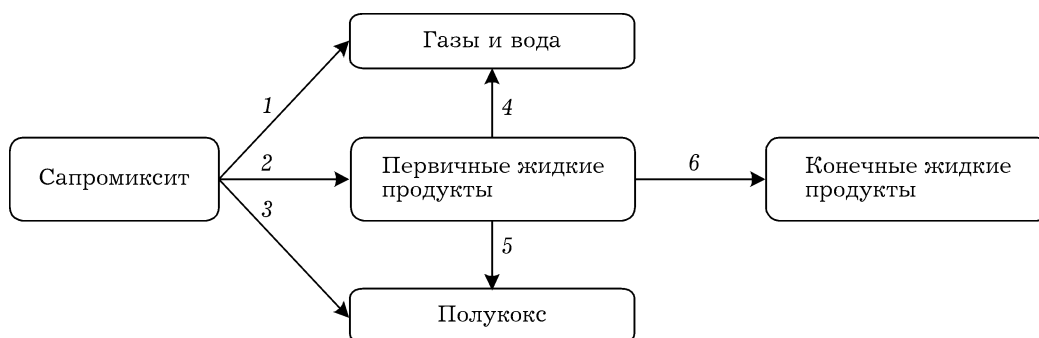 Газы и вода
1
4
Сапромиксит
2
Первичные жидкие
продукты
6
Конечные жидкие
продукты
3
5
Полукокс